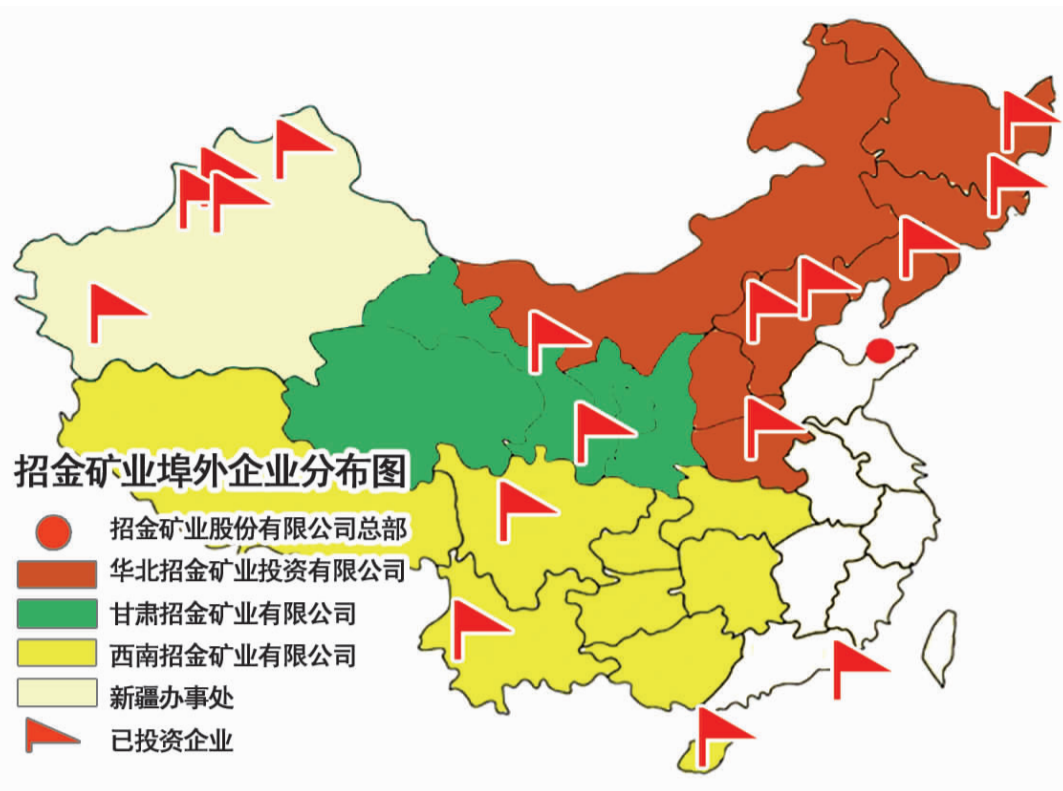 招金矿业埠外企业分布图
招金矿业股份有限公司总部
华北招金矿业投资有限公司
甘肃招金矿业有限公司
西南招金矿业有限公司
新疆办事处
已投资企业